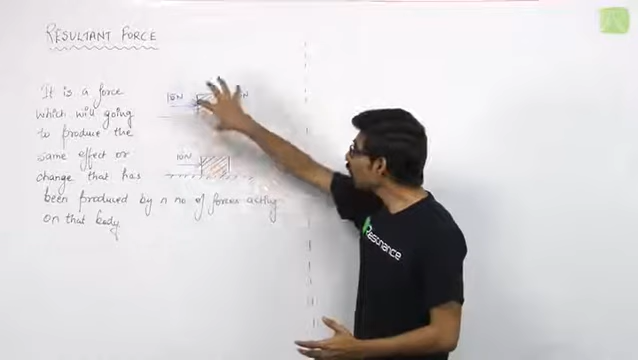 RESULTANT FORCE
It is a force
which will going
to produce the
same effect or
change that has
been produced by n no of forces acting
on that body
10N
N
10N
Resonance